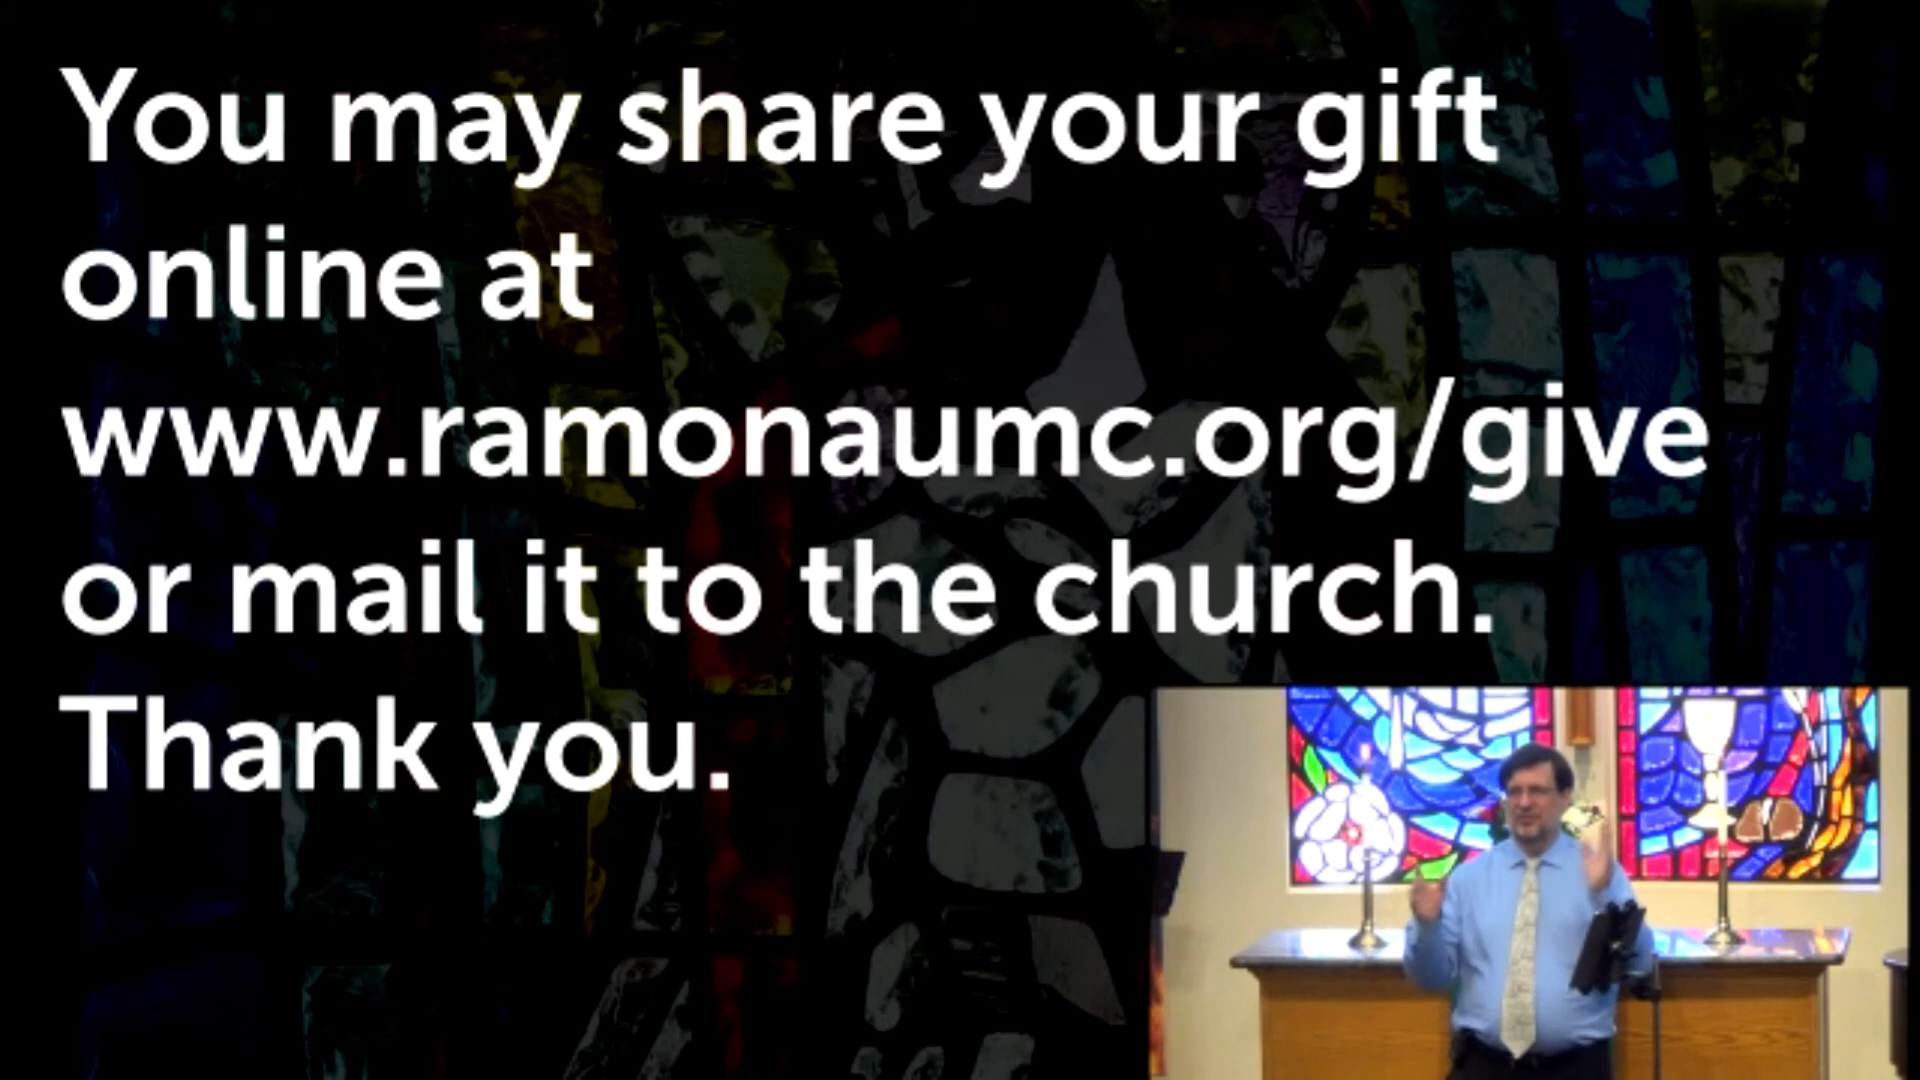 You may share your gift
online at
www.ramonaumc.org/give
or mail it to the church.
Thank you.